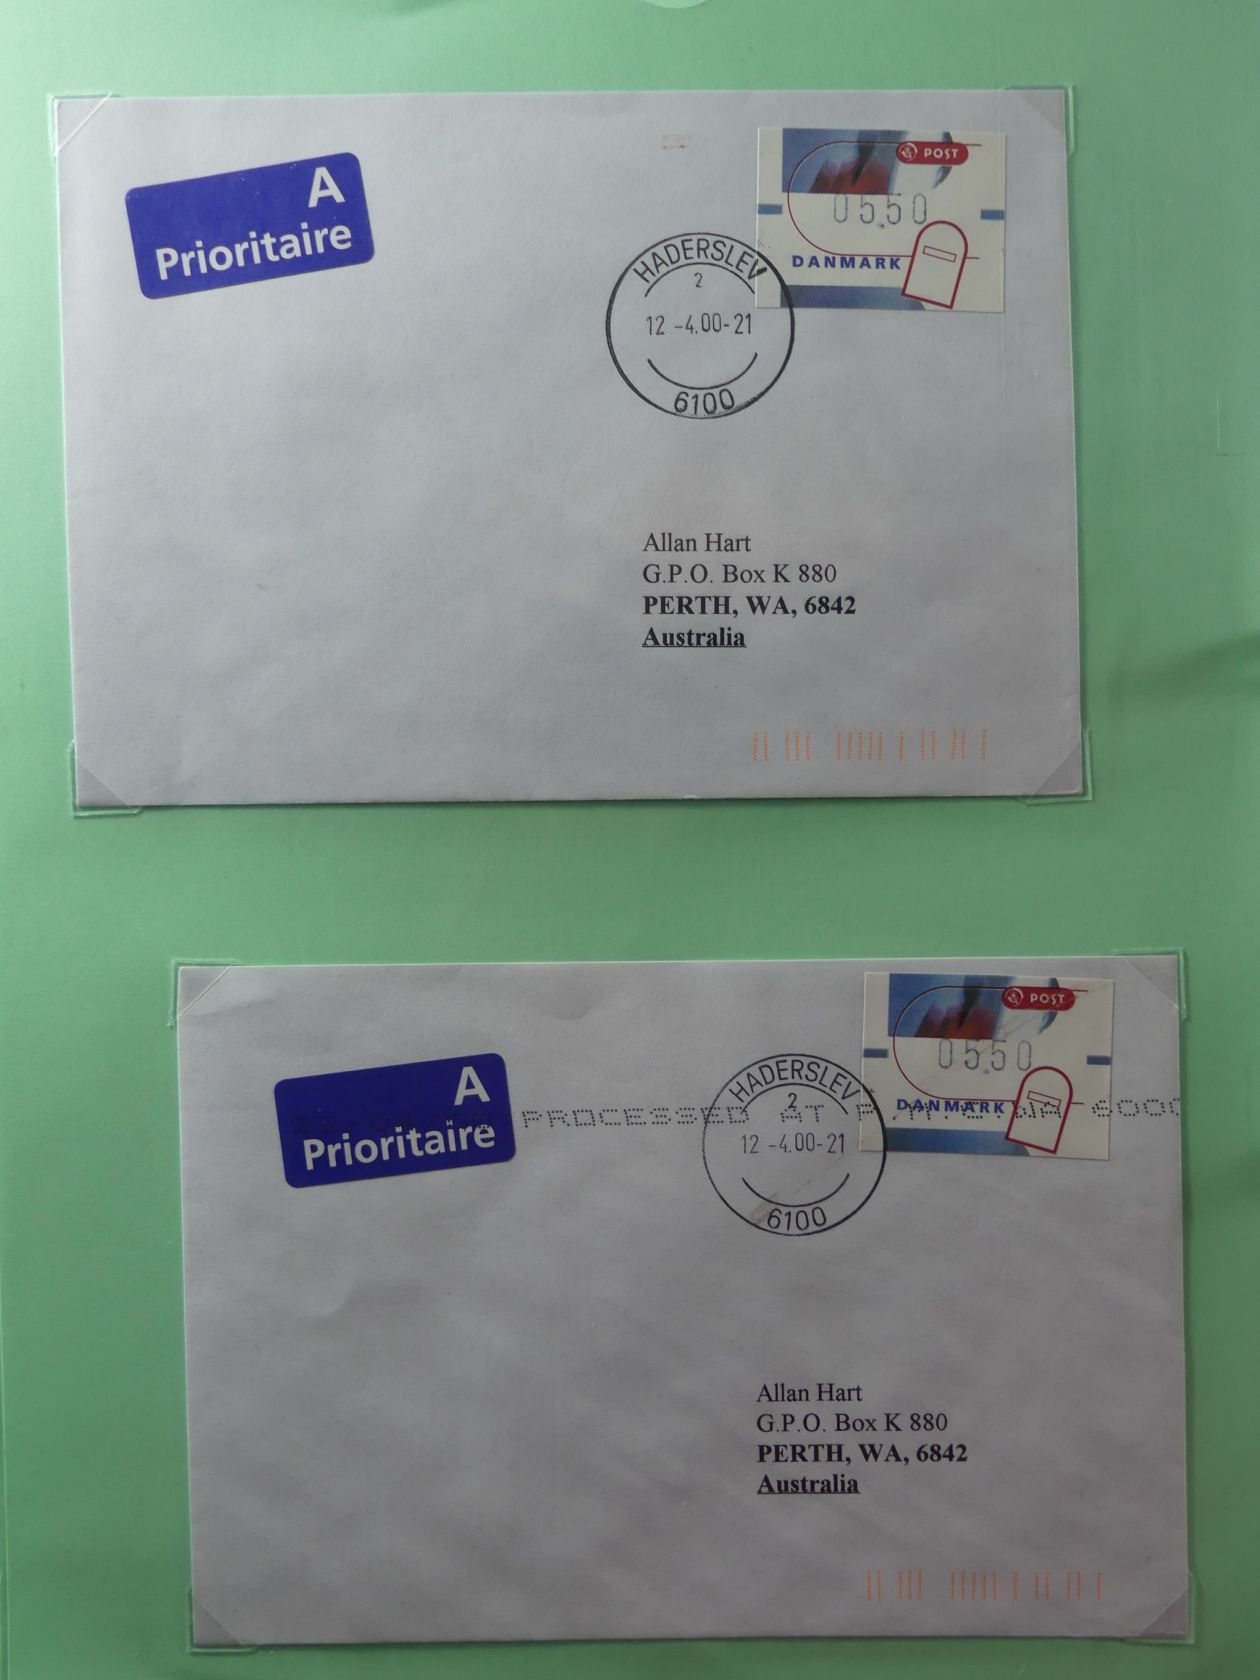 A
Prioritaire
POST
05.50
DANMARK
HADERSLEV
2
12 -4.00-21
6100
Allan Hart
G.P.O. Box K 880
PERTH, WA, 6842
Australia
A
Prioritaire
POST
05.50
DANMARK
PROCESSED AT WA 6000
HADERSLEV
2
12 -4.00-21
6100
Allan Hart
G.P.O. Box K 880
PERTH, WA, 6842
Australia